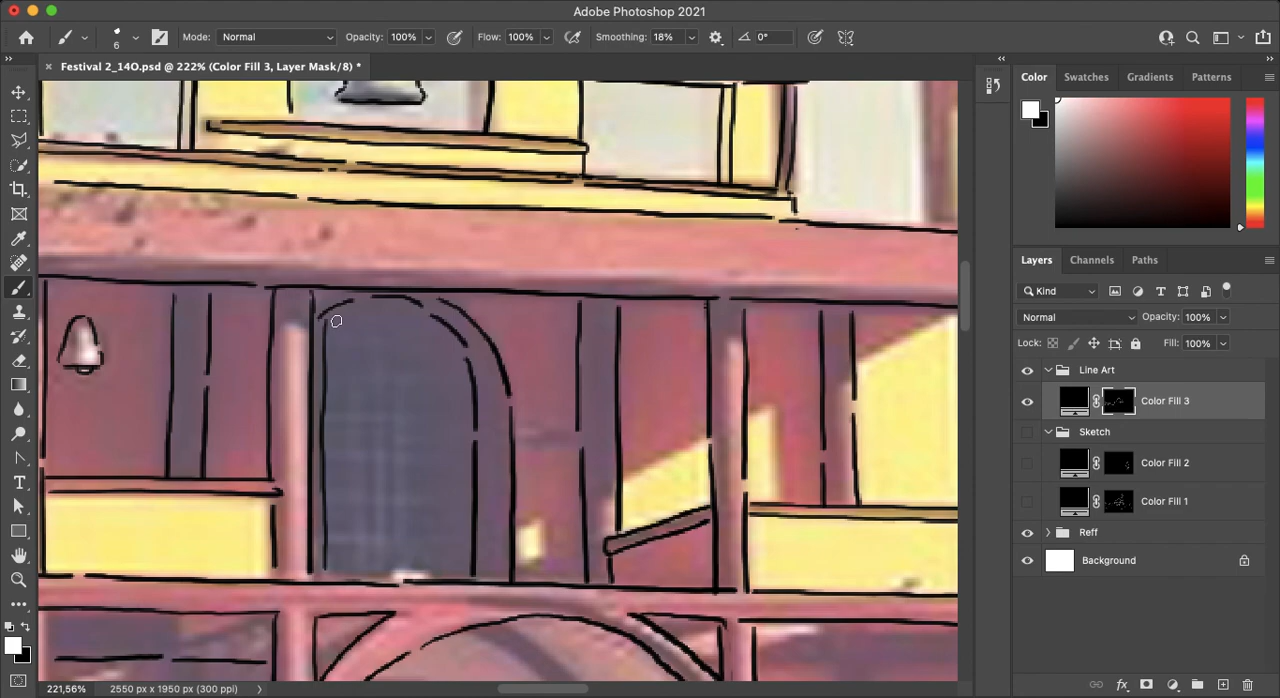 Adobe Photoshop 2021
6
Mode: Normal Opacity: 100% Flow: 100% Smoothing: 18% 0°
Festival 2_14O.psd @ 222% (Color Fill 3, Layer Mask/8) *
Color Swatches Gradients Patterns
Layers Channels Paths
Kind
Normal Opacity: 100%
Lock: Fill: 100%
Line Art
Color Fill 3
Sketch
Color Fill 2
Color Fill 1
Reff
Background
221,56% 2550 px x 1950 px (300 ppi)